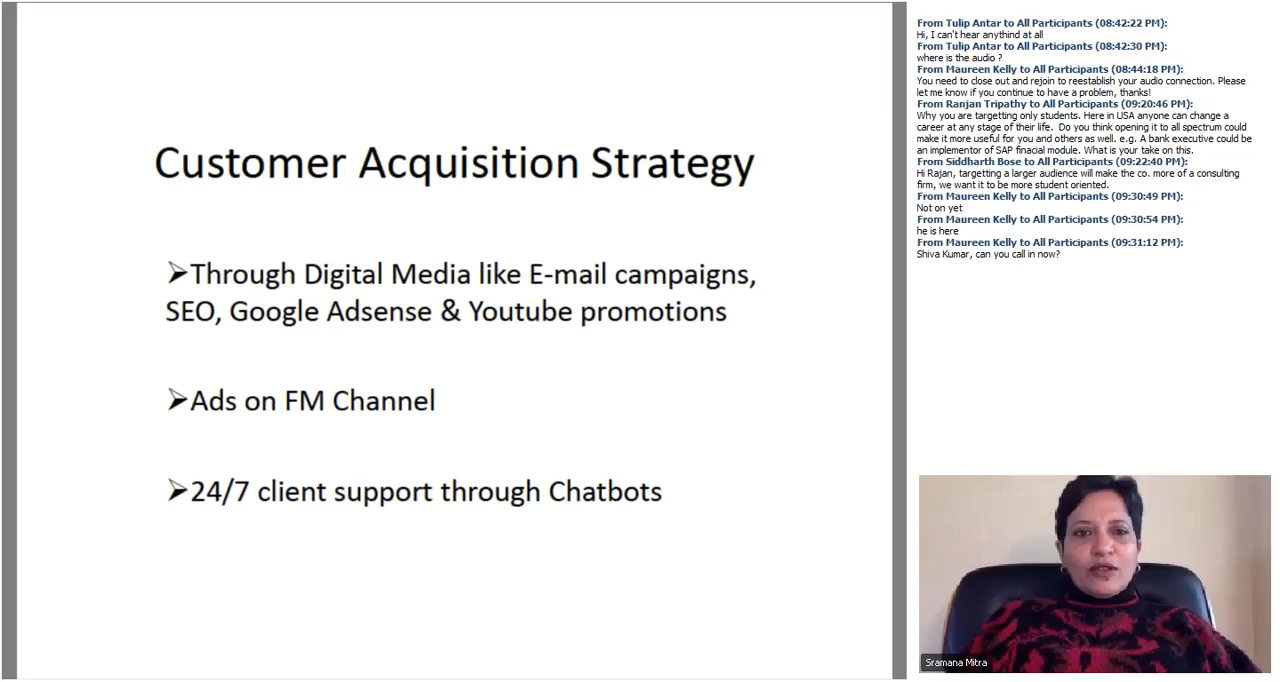 Customer Acquisition Strategy
➢Through Digital Media like E-mail campaigns,
SEO, Google Adsense & Youtube promotions
➢Ads on FM Channel
➢24/7 client support through Chatbots
From Tulip Antar to All Participants (08:42:22 PM):
Hi, I can't hear anythind at all
From Tulip Antar to All Participants (08:42:30 PM):
where is the audio ?
From Maureen Kelly to All Participants (08:44:18 PM):
You need to close out and rejoin to reestablish your audio connection. Please
let me know if you continue to have a problem, thanks!
From Ranjan Tripathy to All Participants (09:20:46 PM):
Why you are targetting only students. Here in USA anyone can change a
career at any stage of their life. Do you think opening it to all spectrum could
make it more useful for you and others as well. e.g. A bank executive could be
an implementor of SAP finacial module. What is your take on this.
From Siddharth Bose to All Participants (09:22:40 PM):
Hi Rajan, targeting a larger audience will make the co. more of a consulting
firm, we want it to be more student oriented.
From Maureen Kelly to All Participants (09:30:49 PM):
Not on yet
From Maureen Kelly to All Participants (09:30:54 PM):
he is here
From Maureen Kelly to All Participants (09:31:12 PM):
Shiva Kumar, can you call in now?
Sramana Mitra